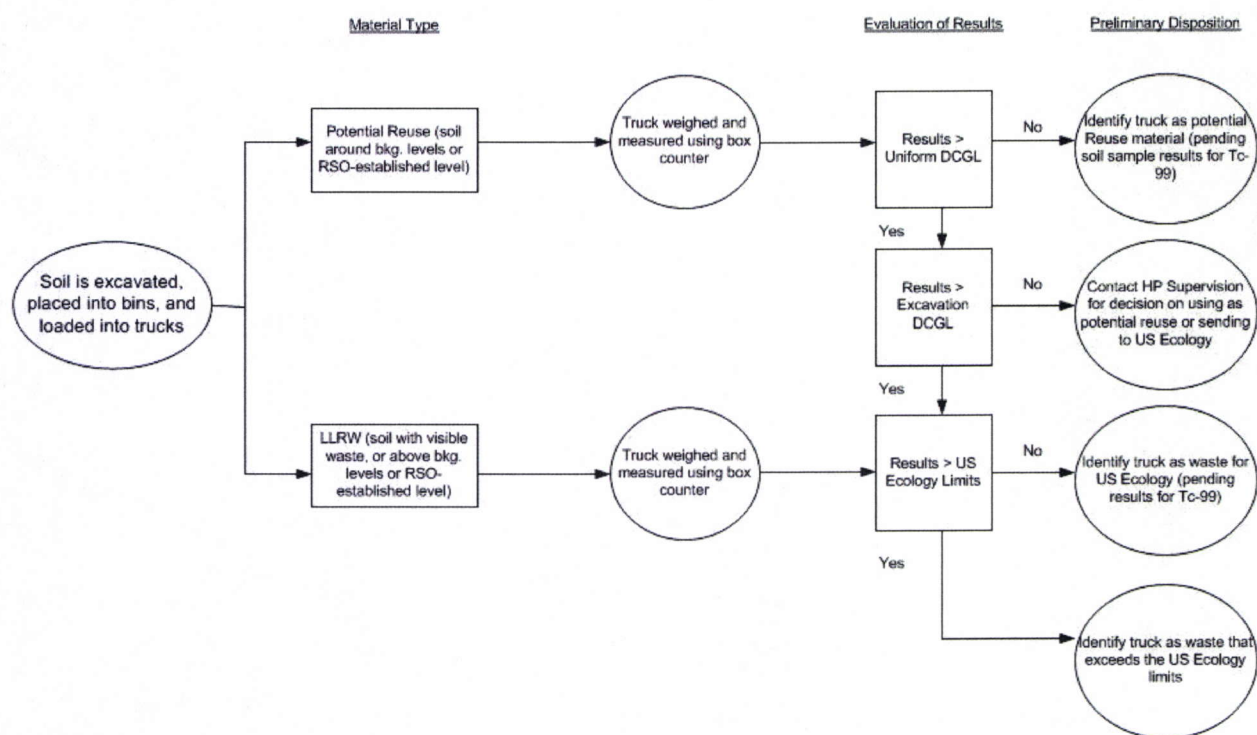 Material Type
Evaluation of Results
Preliminary Disposition
Potential Reuse (soil
around bkg. levels or
RSO-established level)
Truck weighed and
measured using box
counter
Results >
Uniform DCGL
No
Identify truck as potential
Reuse material (pending
soil sample results for Tc-
99)
Yes
Soil is excavated,
placed into bins, and
loaded into trucks
Results >
Excavation
DCGL
No
Contact HP Supervision
for decision on using as
potential reuse or sending
to US Ecology
Yes
LLRW (soil with visible
waste, or above bkg.
levels or RSO-
established level)
Truck weighed and
measured using box
counter
Results > US
Ecology Limits
No
Identify truck as waste for
US Ecology (pending
results for Tc-99)
Yes
Identify truck as waste that
exceeds the US Ecology
limits